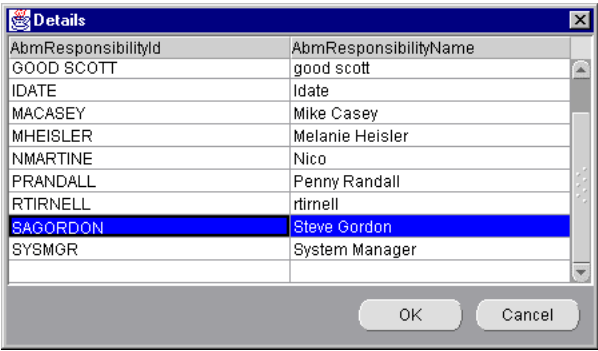 Details
AbmResponsibilityId AbmResponsibilityName
GOOD SCOTT good scott
IDATE Idate
MACASEY Mike Casey
MHEISLER Melanie Heisler
NMARTINE Nico
PRANDALL Penny Randall
RTIRNELL rtirnell
SAGORDON Steve Gordon
SYSMGR System Manager
OK Cancel